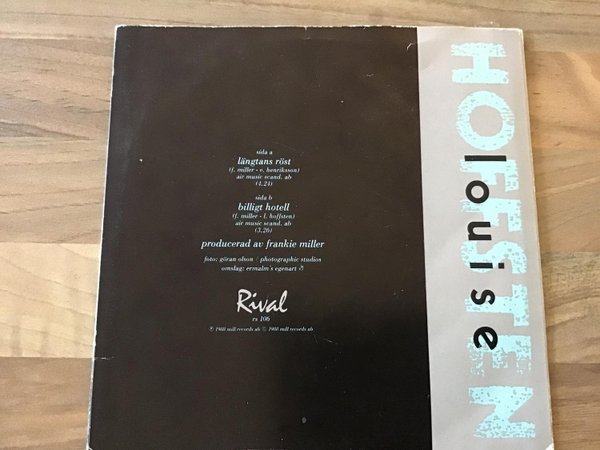 sida a
längtans röst
(f. miller - e. henriksson)
air music scand. ab
(4,24)
sida b
billigt hotell
(f. miller - l. hoffsten)
air music scand. ab
(3,26)
producerad av frankie miller
foto: göran olson / photographic studios
omslag: ermalm's egenart
Rival
rs 106
℗ 1988 mill records ab © 1988 mill records ab
HOFFSTEN
louise